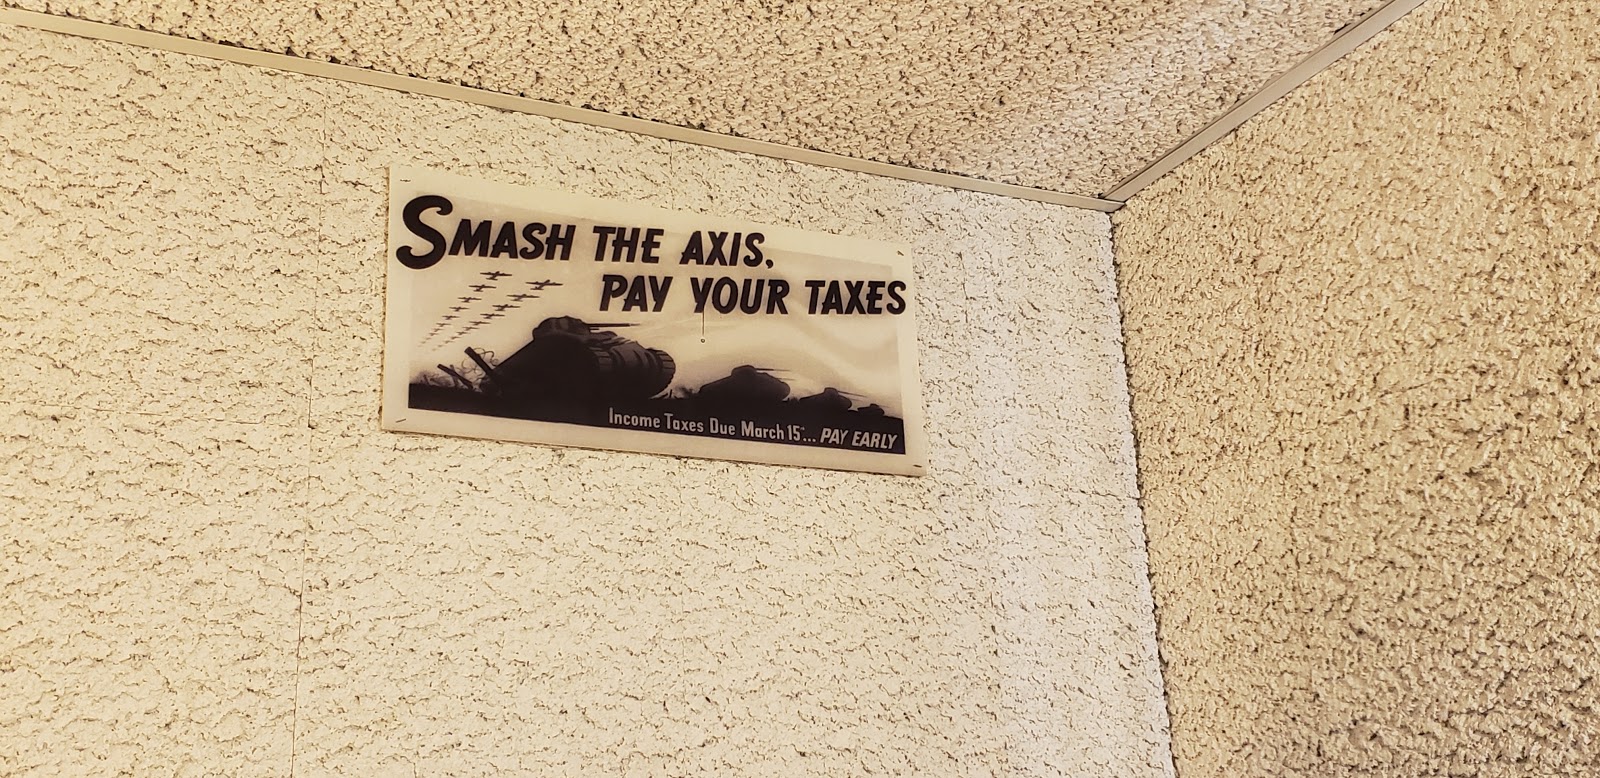 SMASH THE AXIS,
PAY YOUR TAXES
Income Taxes Due March 15th... PAY EARLY